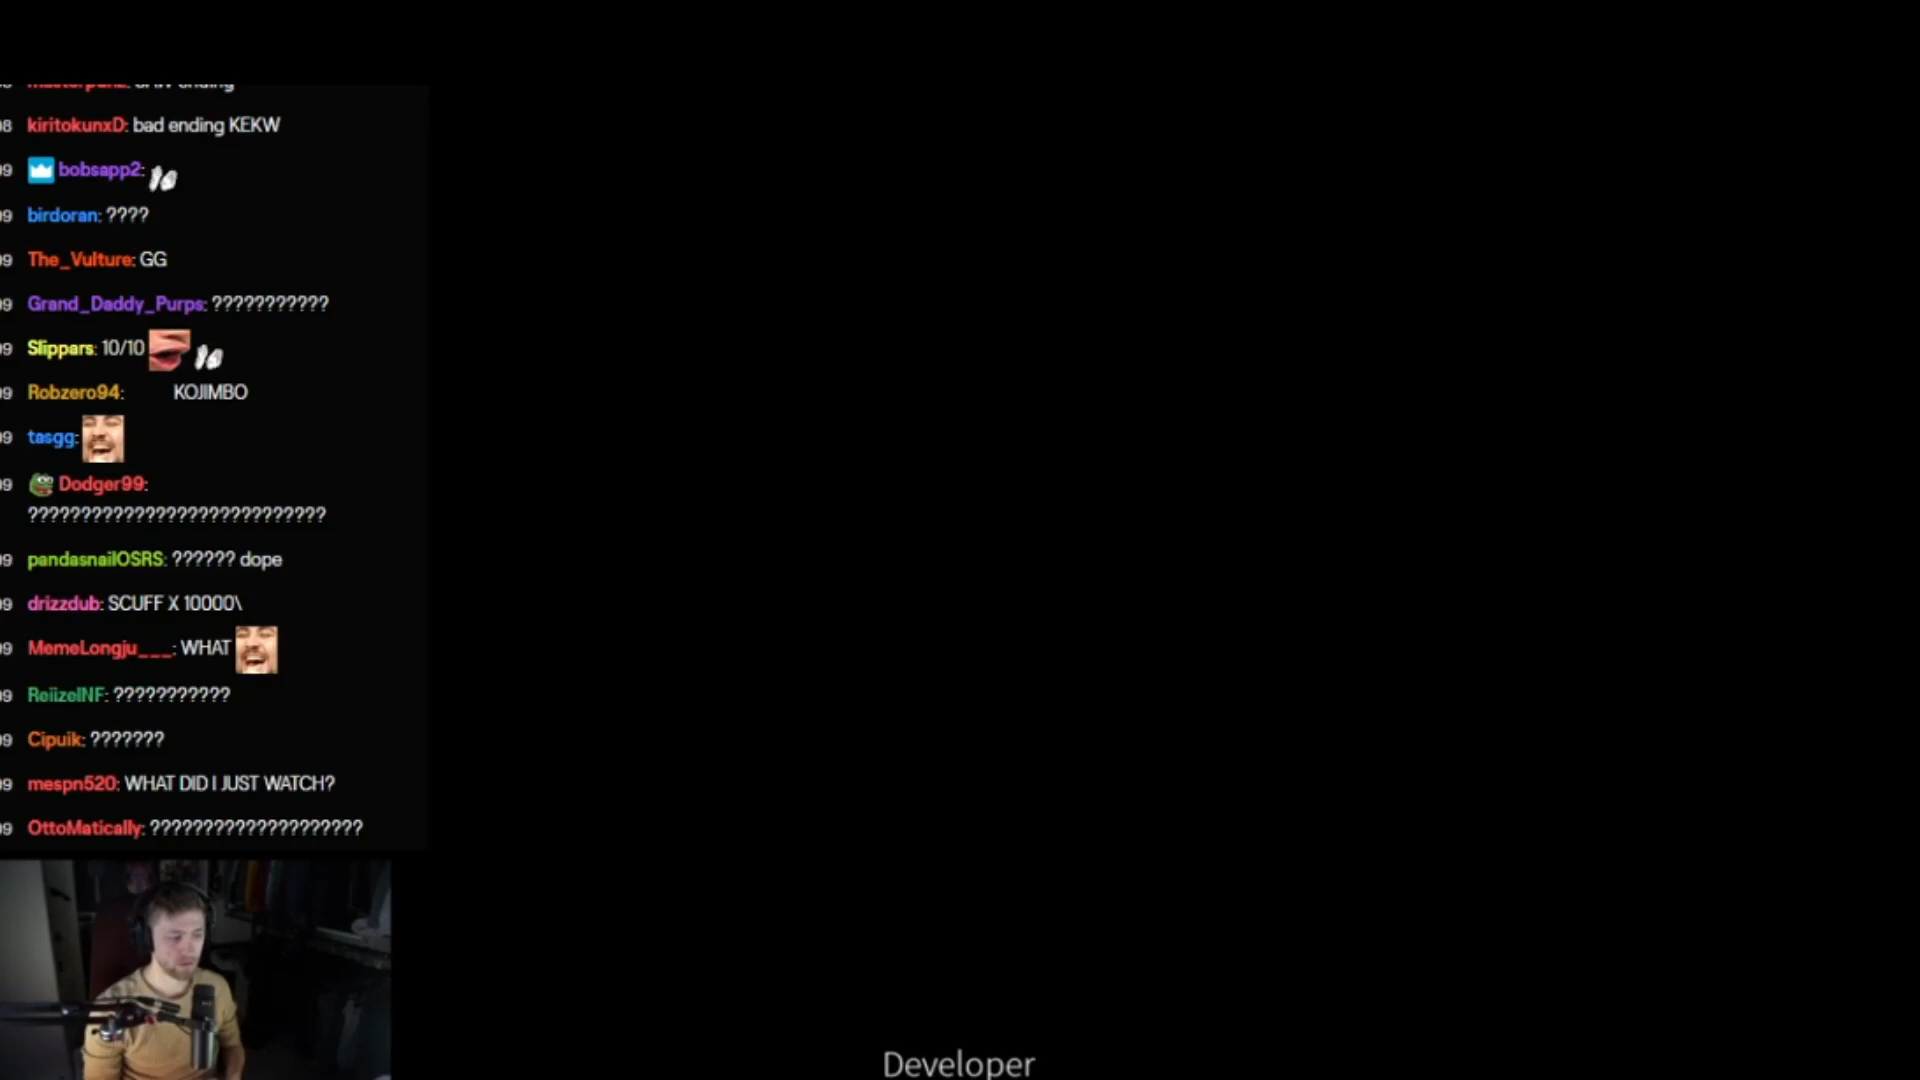 kiritokunxD: bad ending KEKW
bobsapp2:
birdoran: ????
The_Vulture: GG
Grand_Daddy_Purps: ???????????
Slippars: 10/10
Robzero94: KOJIMBO
tasgg:
Dodger99:
????????????????????????????
pandasnailOSRS: ?????? dope
drizzdub: SCUFF X 10000\
MemeLongju___: WHAT
ReiizelNF: ???????????
Cipuik: ???????
mespn520: WHAT DID I JUST WATCH?
OttoMatically: ????????????????????
Developer